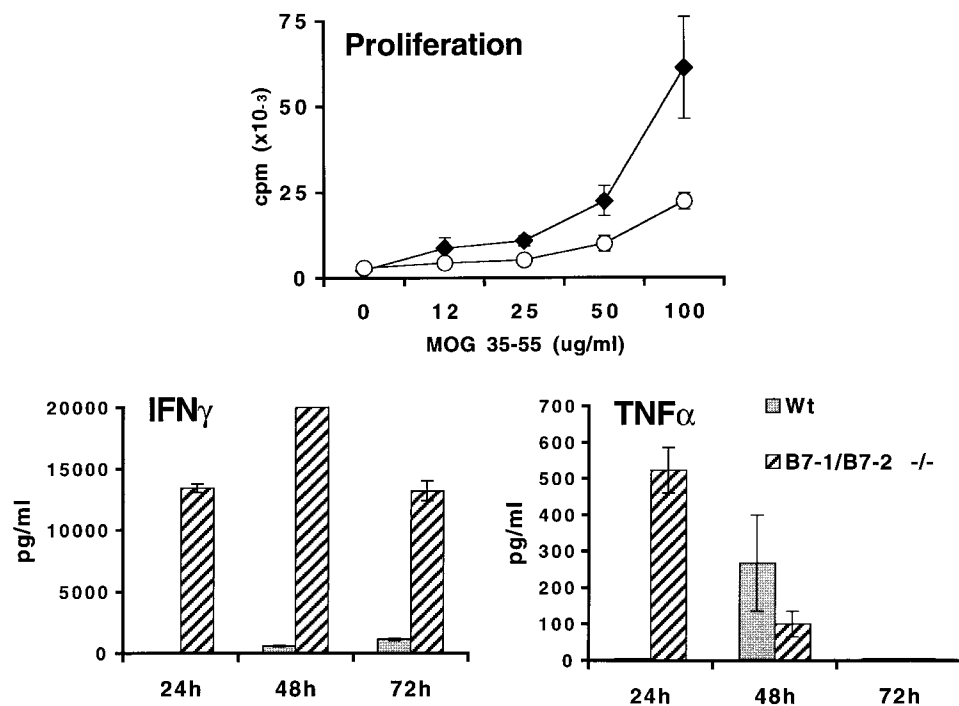 Proliferation
75
50
25
0
cpm (x10-3)
0 12 25 50 100
MOG 35-55 (ug/ml)
IFNγ
20000
15000
10000
5000
0
pg/ml
24h 48h 72h
TNFα
700
600
500
400
300
200
100
0
pg/ml
24h 48h 72h
Wt
B7-1/B7-2 -/-